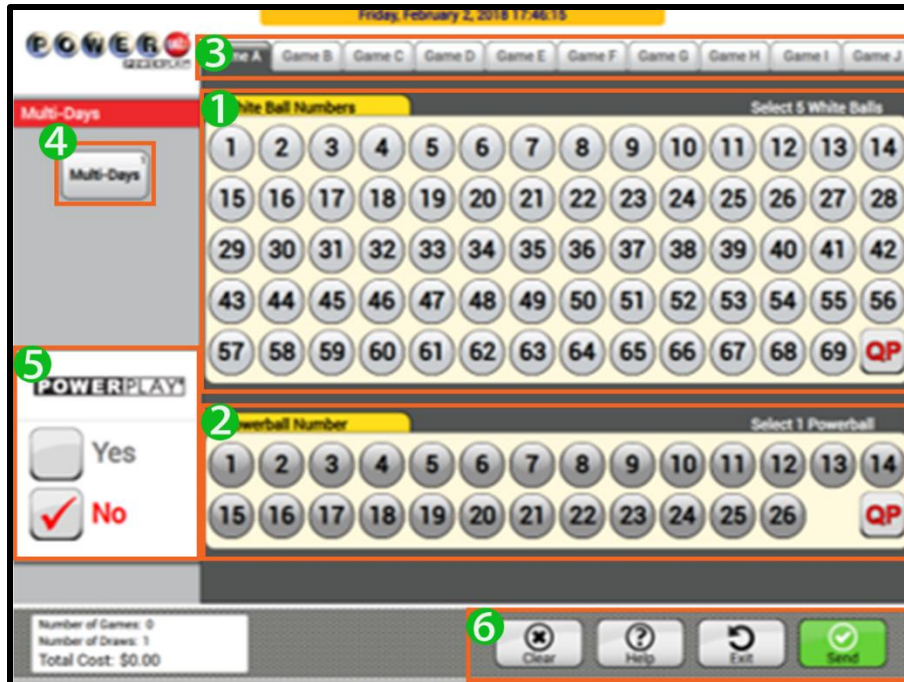 Friday, February 2, 2018 17:46:15
POWER
POWERPLAY
3
Game B Game C Game D Game E Game F Game G Game H Game I Game J
Multi-Days
1
White Ball Numbers Select 5 White Balls
4
Multi-Days 1
1 2 3 4 5 6 7 8 9 10 11 12 13 14
15 16 17 18 19 20 21 22 23 24 25 26 27 28
29 30 31 32 33 34 35 36 37 38 39 40 41 42
43 44 45 46 47 48 49 50 51 52 53 54 55 56
57 58 59 60 61 62 63 64 65 66 67 68 69 QP
5
POWERPLAY
Yes
No
2
Powerball Number Select 1 Powerball
1 2 3 4 5 6 7 8 9 10 11 12 13 14
15 16 17 18 19 20 21 22 23 24 25 26 QP
Number of Games: 0
Number of Draws: 1
Total Cost: $0.00
6
Clear Help Exit Send